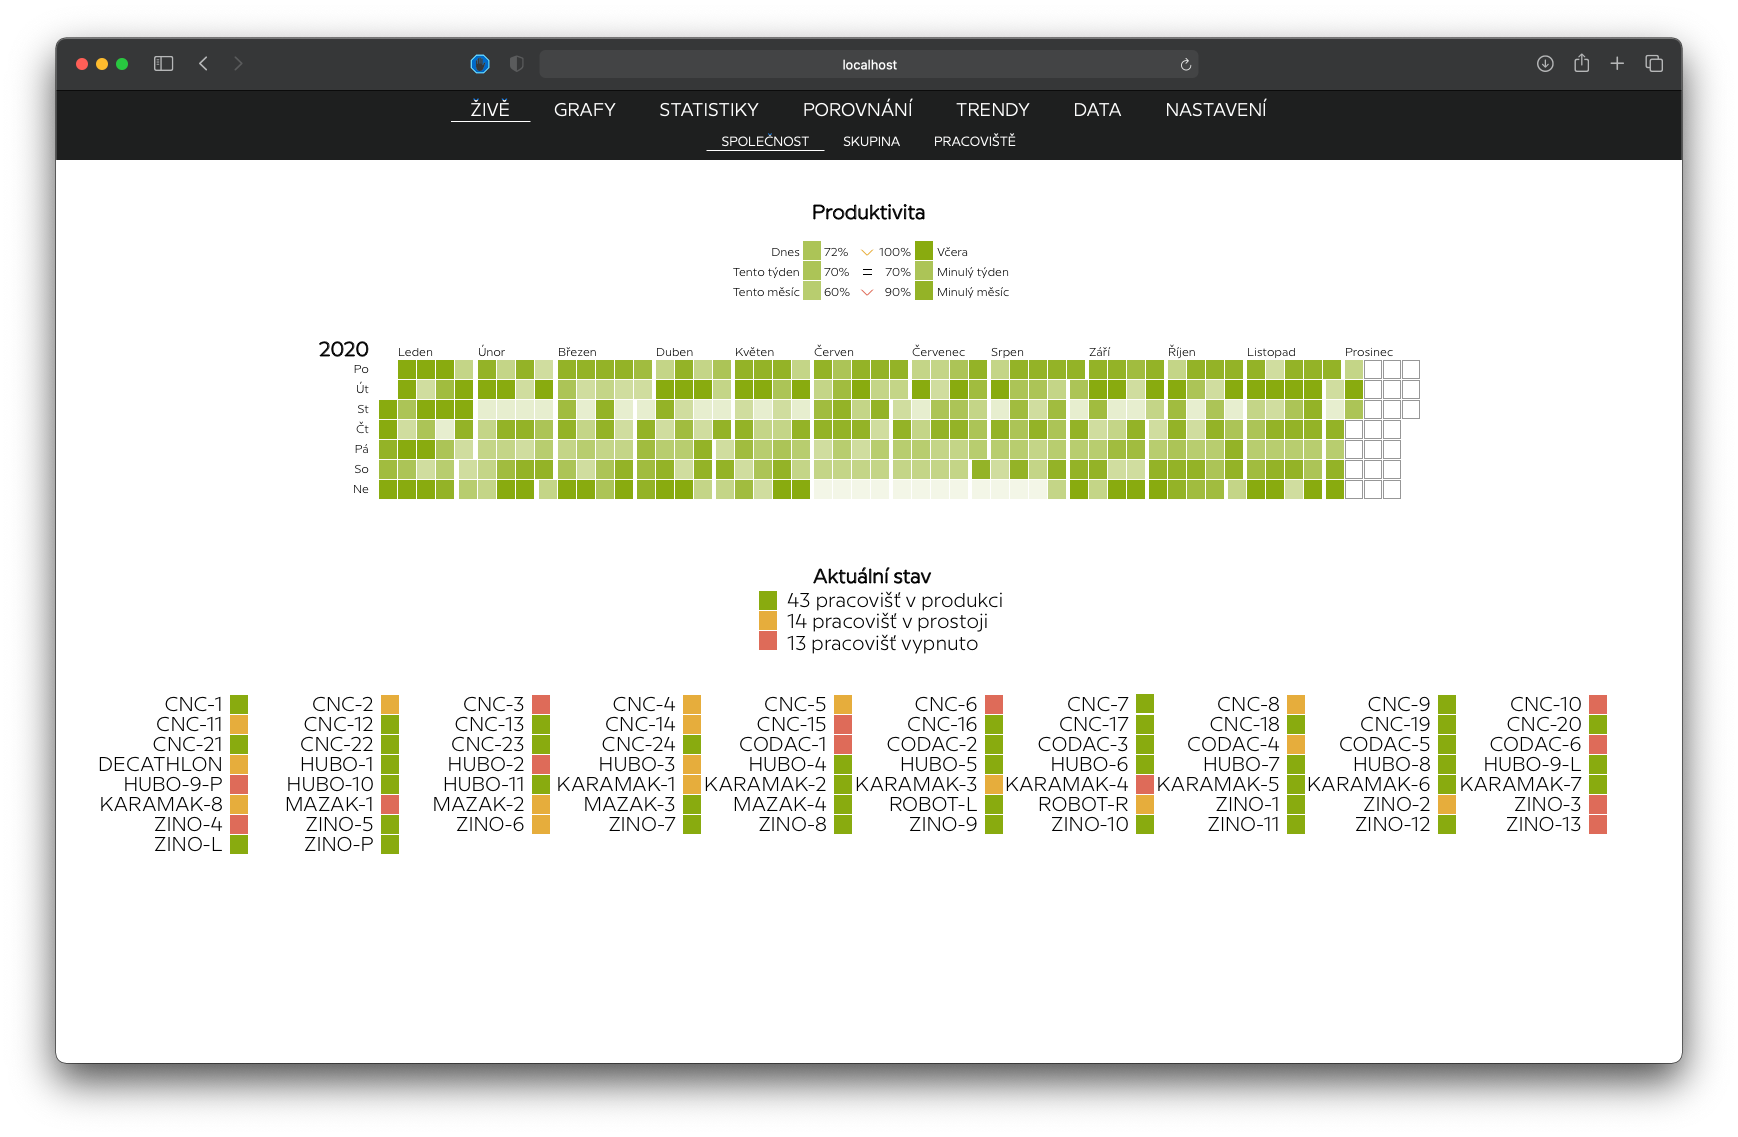 localhost
ŽIVĚ GRAFY STATISTIKY POROVNÁNÍ TRENDY DATA NASTAVENÍ
SPOLEČNOST SKUPINA PRACOVIŠTĚ
Produktivita
Dnes 72% 100% Včera
Tento týden 70% = 70% Minulý týden
Tento měsíc 60% 90% Minulý měsíc
2020 Leden Únor Březen Duben Květen Červen Červenec Srpen Září Říjen Listopad Prosinec
Po
Út
St
Čt
Pá
So
Ne
Aktuální stav
43 pracovišť v produkci
14 pracovišť v prostoji
13 pracovišť vypnuto
CNC-1 CNC-2 CNC-3 CNC-4 CNC-5 CNC-6 CNC-7 CNC-8 CNC-9 CNC-10
CNC-11 CNC-12 CNC-13 CNC-14 CNC-15 CNC-16 CNC-17 CNC-18 CNC-19 CNC-20
CNC-21 CNC-22 CNC-23 CNC-24 CODAC-1 CODAC-2 CODAC-3 CODAC-4 CODAC-5 CODAC-6
DECATHLON HUBO-1 HUBO-2 HUBO-3 HUBO-4 HUBO-5 HUBO-6 HUBO-7 HUBO-8 HUBO-9-L
HUBO-9-P HUBO-10 HUBO-11 KARAMAK-1 KARAMAK-2 KARAMAK-3 KARAMAK-4 KARAMAK-5 KARAMAK-6 KARAMAK-7
KARAMAK-8 MAZAK-1 MAZAK-2 MAZAK-3 MAZAK-4 ROBOT-L ROBOT-R ZINO-1 ZINO-2 ZINO-3
ZINO-4 ZINO-5 ZINO-6 ZINO-7 ZINO-8 ZINO-9 ZINO-10 ZINO-11 ZINO-12 ZINO-13
ZINO-L ZINO-P